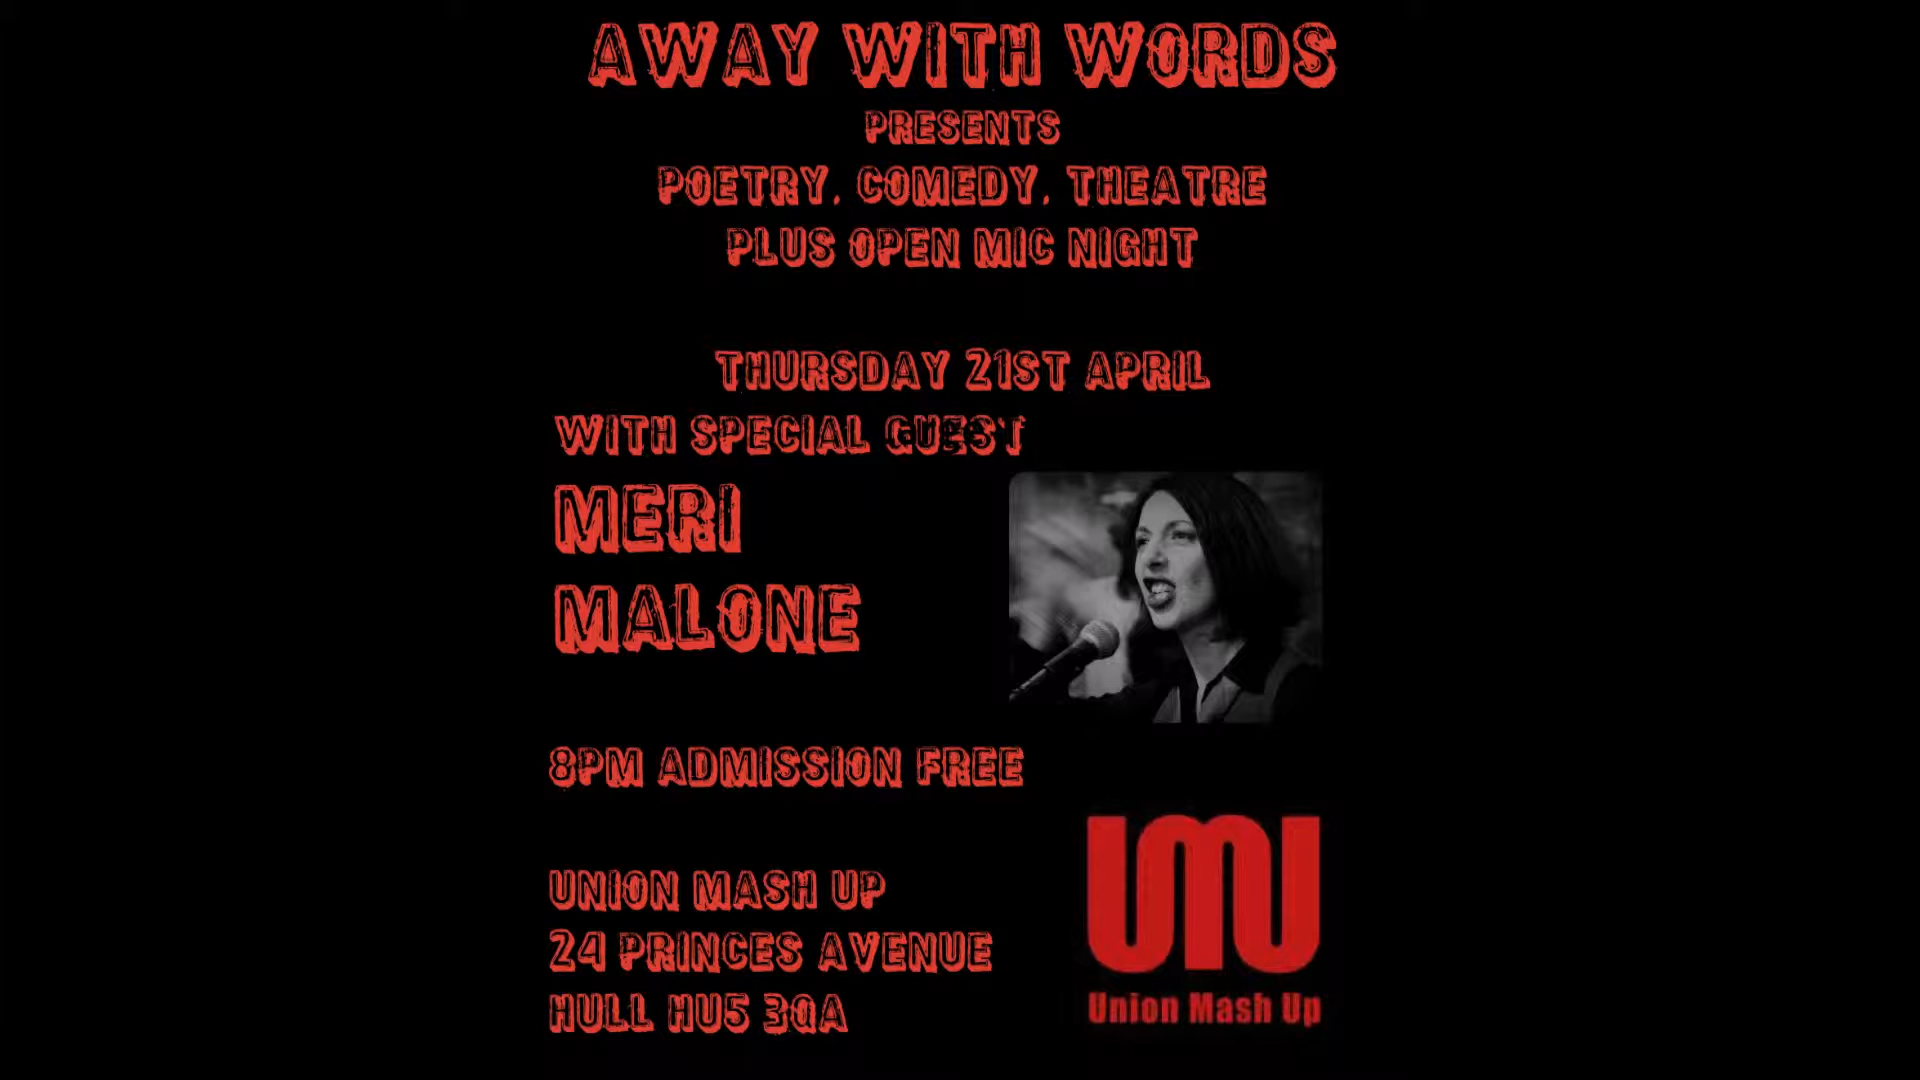 AWAY WITH WORDS
PRESENTS
POETRY, COMEDY, THEATRE
PLUS OPEN MIC NIGHT
THURSDAY 21ST APRIL
WITH SPECIAL GUEST
MERI
MALONE
8PM ADMISSION FREE
UNION MASH UP
24 PRINCES AVENUE
HULL HU5 3QA
Union Mash Up